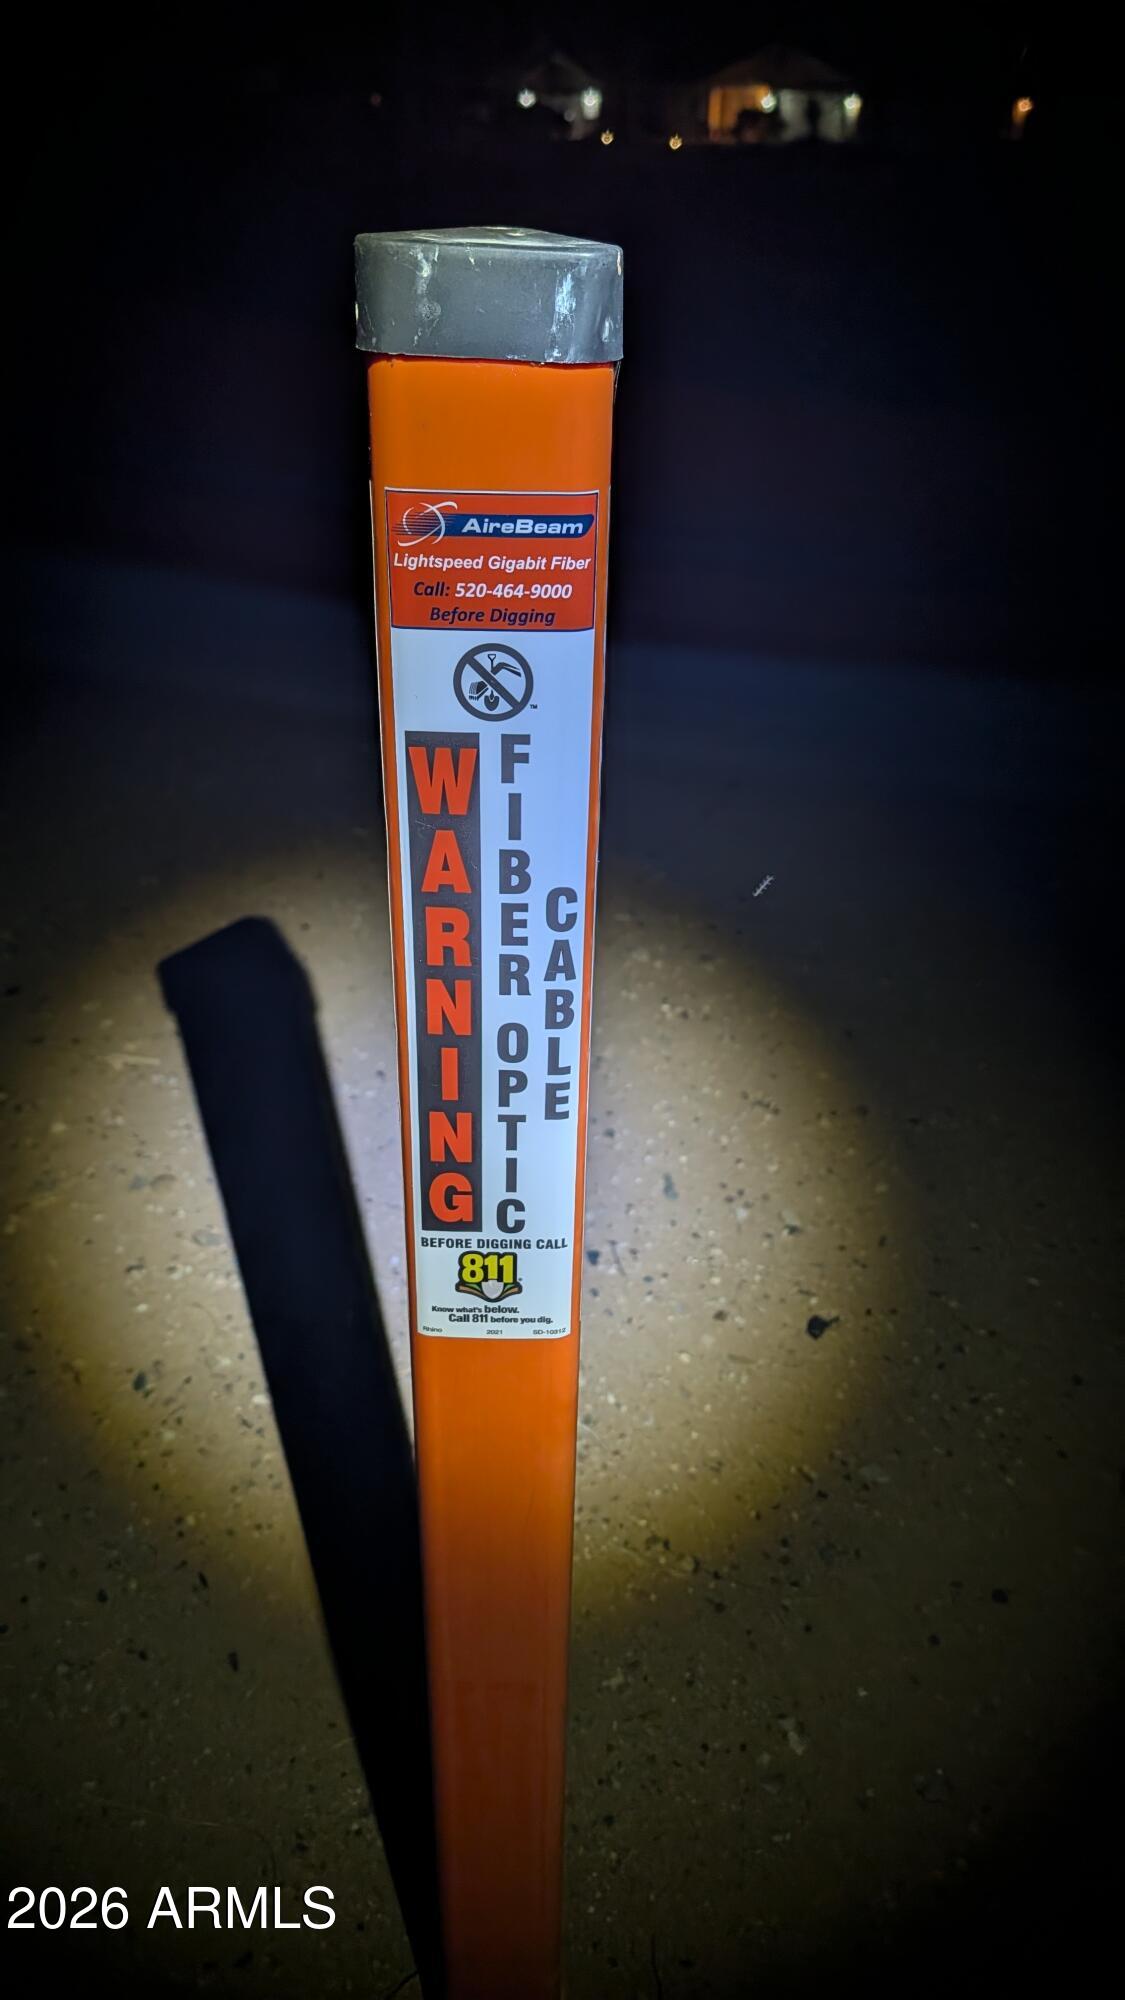 AireBeam
Lightspeed Gigabit Fiber
Call: 520-464-9000
Before Digging
TM
WARNING
FIBER OPTIC
CABLE
BEFORE DIGGING CALL
811
Know what's below.
Call 811 before you dig.
Rhino 2021 SD-10312
2026 ARMLS